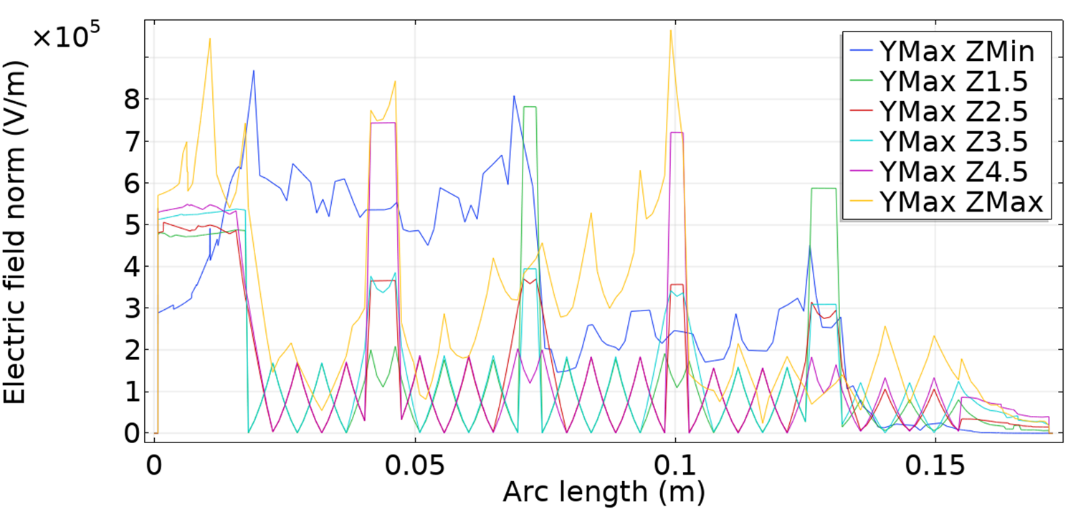 ×10⁵
Electric field norm (V/m)
8
7
6
5
4
3
2
1
0
0
0.05
0.1
0.15
Arc length (m)
YMax ZMin
YMax Z1.5
YMax Z2.5
YMax Z3.5
YMax Z4.5
YMax ZMax